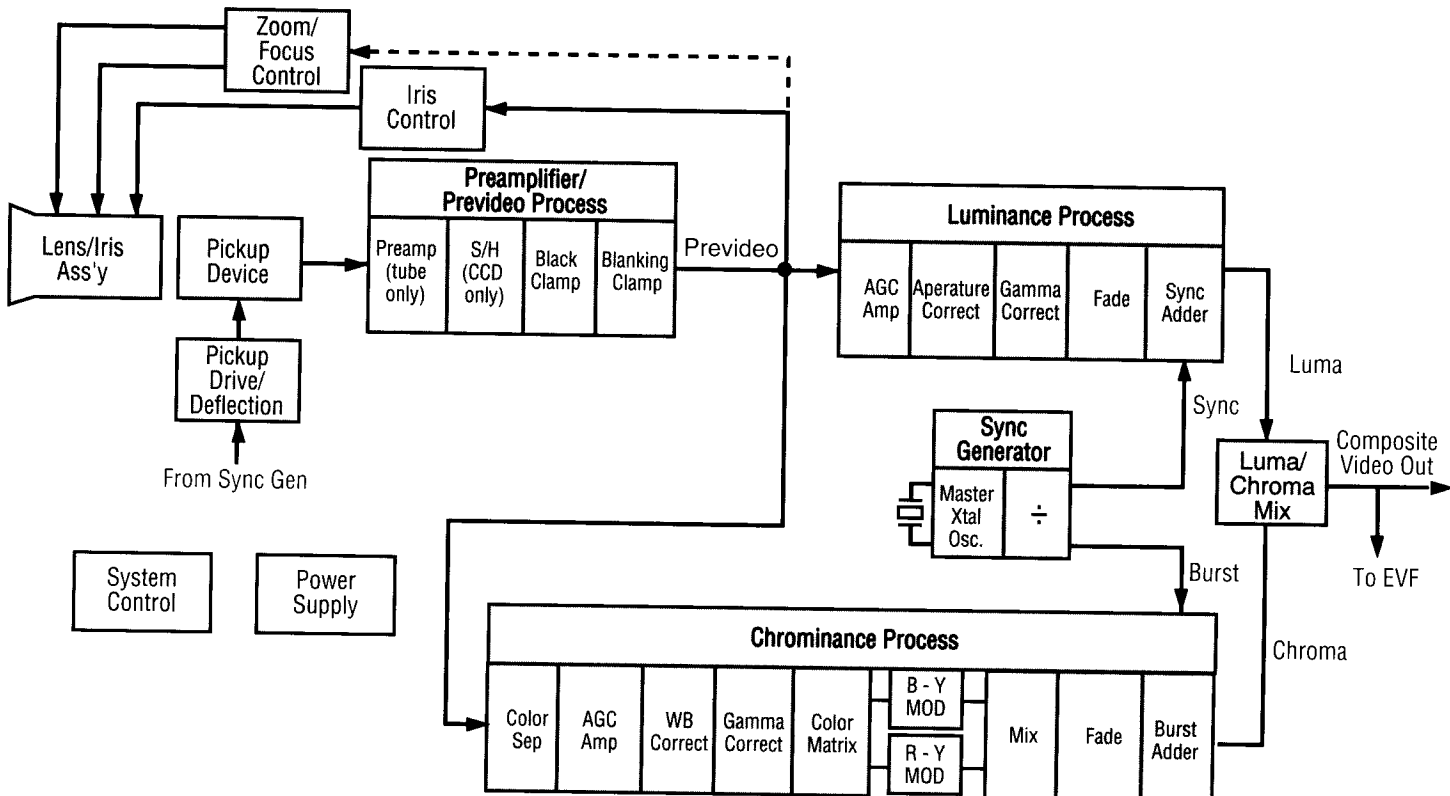 Zoom/
Focus
Control
Iris
Control
Preamplifier/
Prevideo Process
Preamp
(tube
only)
S/H
(CCD
only)
Black
Clamp
Blanking
Clamp
Lens/Iris
Ass'y
Pickup
Device
Prevideo
Luminance Process
AGC
Amp
Aperature
Correct
Gamma
Correct
Fade
Sync
Adder
Pickup
Drive/
Deflection
From Sync Gen
Luma
Sync
Sync
Generator
Master
Xtal
Osc.
÷
Luma/
Chroma
Mix
Composite
Video Out
To EVF
Burst
System
Control
Power
Supply
Chrominance Process
Chroma
Color
Sep
AGC
Amp
WB
Correct
Gamma
Correct
Color
Matrix
B - Y
MOD
R - Y
MOD
Mix
Fade
Burst
Adder